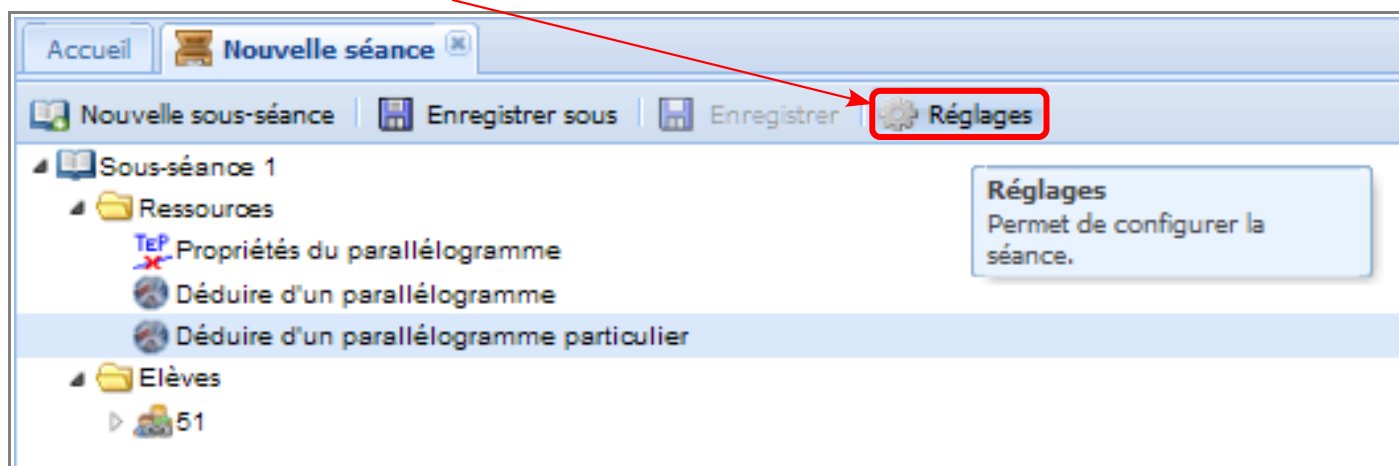 Accueil Nouvelle séance
Nouvelle sous-séance Enregistrer sous Enregistrer Réglages
Sous-séance 1
Ressources
TEP Propriétés du parallélogramme
Déduire d'un parallélogramme
Déduire d'un parallélogramme particulier
Elèves
51
Réglages
Permet de configurer la
séance.